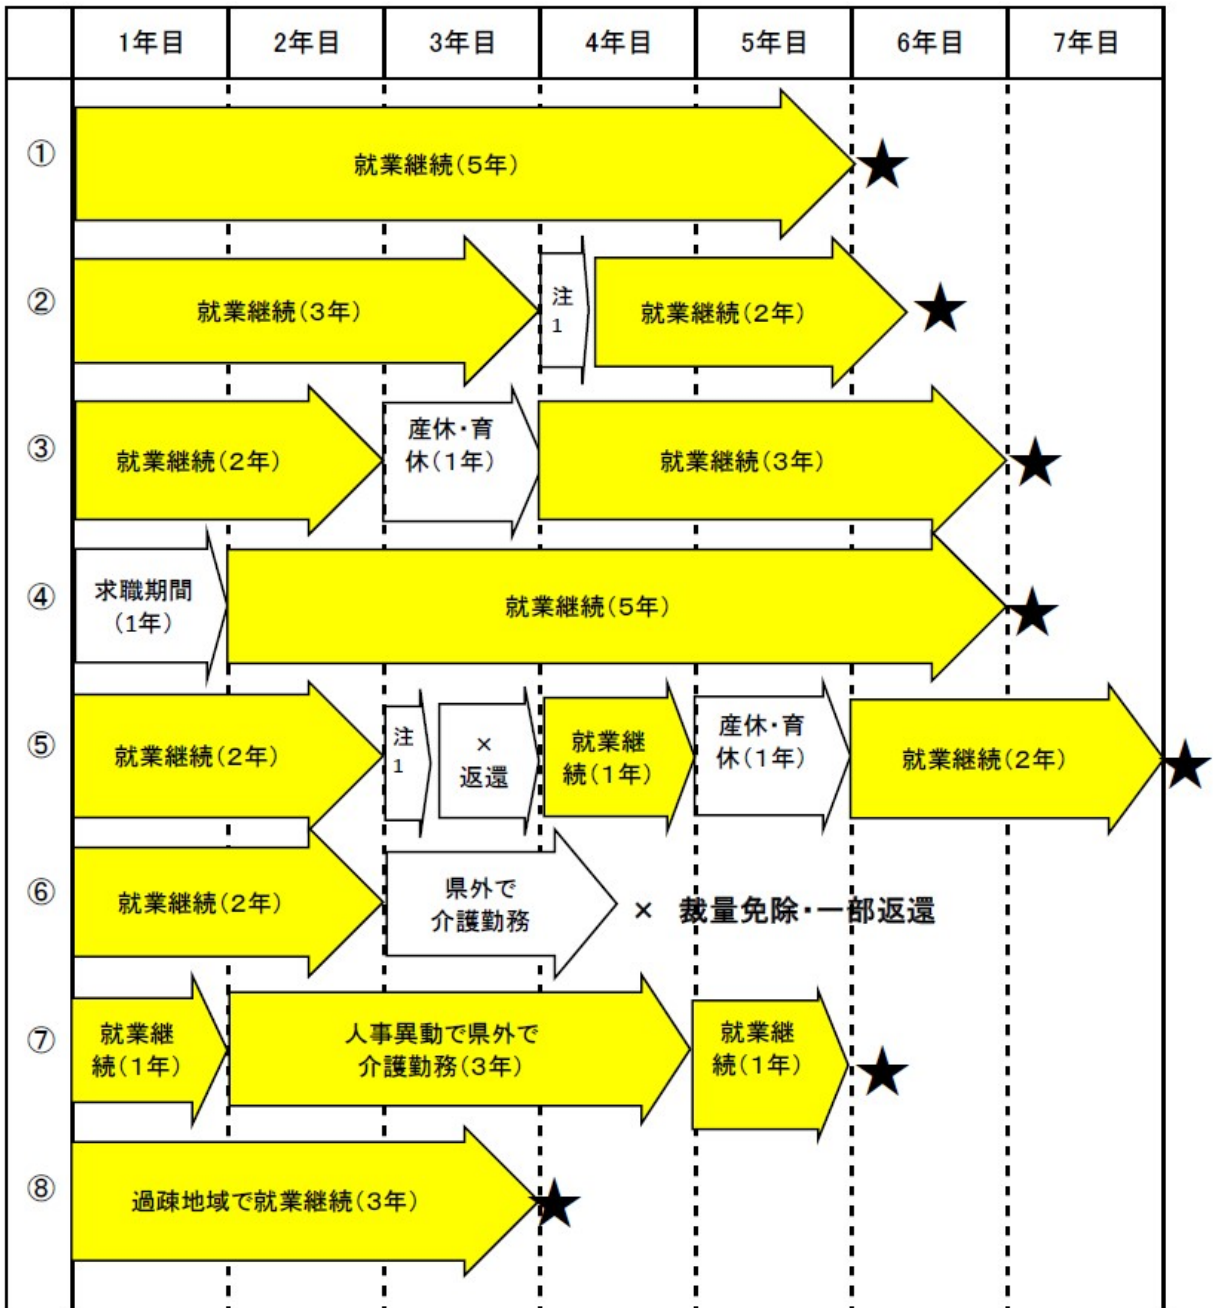 1年目 2年目 3年目 4年目 5年目 6年目 7年目
①
就業継続(5年)
★
②
就業継続(3年)
注
1
就業継続(2年)
★
③
就業継続(2年)
産休・育
休(1年)
就業継続(3年)
★
④
求職期間
(1年)
就業継続(5年)
★
⑤
就業継続(2年)
注
1
×
返還
就業継
続(1年)
産休・育
休(1年)
就業継続(2年)
★
⑥
就業継続(2年)
県外で
介護勤務
× 裁量免除・一部返還
⑦
就業継
続(1年)
人事異動で県外で
介護勤務(3年)
就業継
続(1年)
★
⑧
過疎地域で就業継続(3年)
★